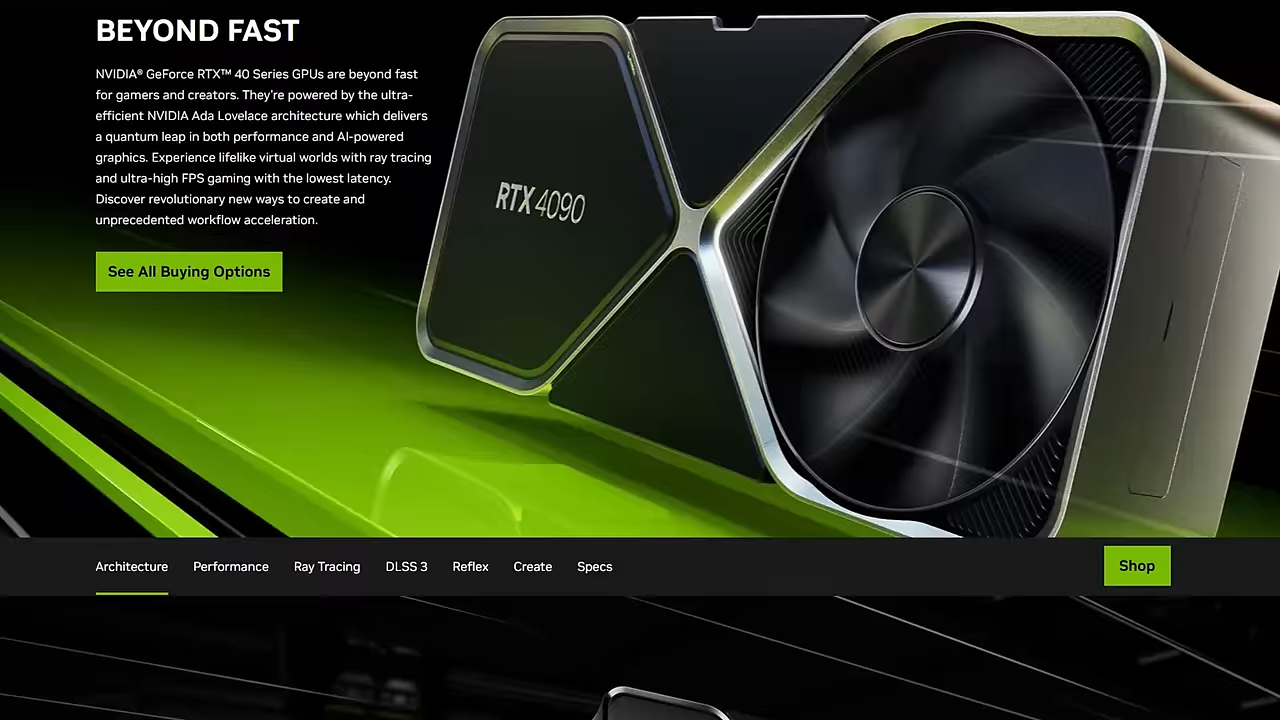 BEYOND FAST
NVIDIA® GeForce RTX™ 40 Series GPUs are beyond fast
for gamers and creators. They're powered by the ultra-
efficient NVIDIA Ada Lovelace architecture which delivers
a quantum leap in both performance and AI-powered
graphics. Experience lifelike virtual worlds with ray tracing
and ultra-high FPS gaming with the lowest latency.
Discover revolutionary new ways to create and
unprecedented workflow acceleration.
See All Buying Options
RTX 4090
Architecture Performance Ray Tracing DLSS 3 Reflex Create Specs Shop